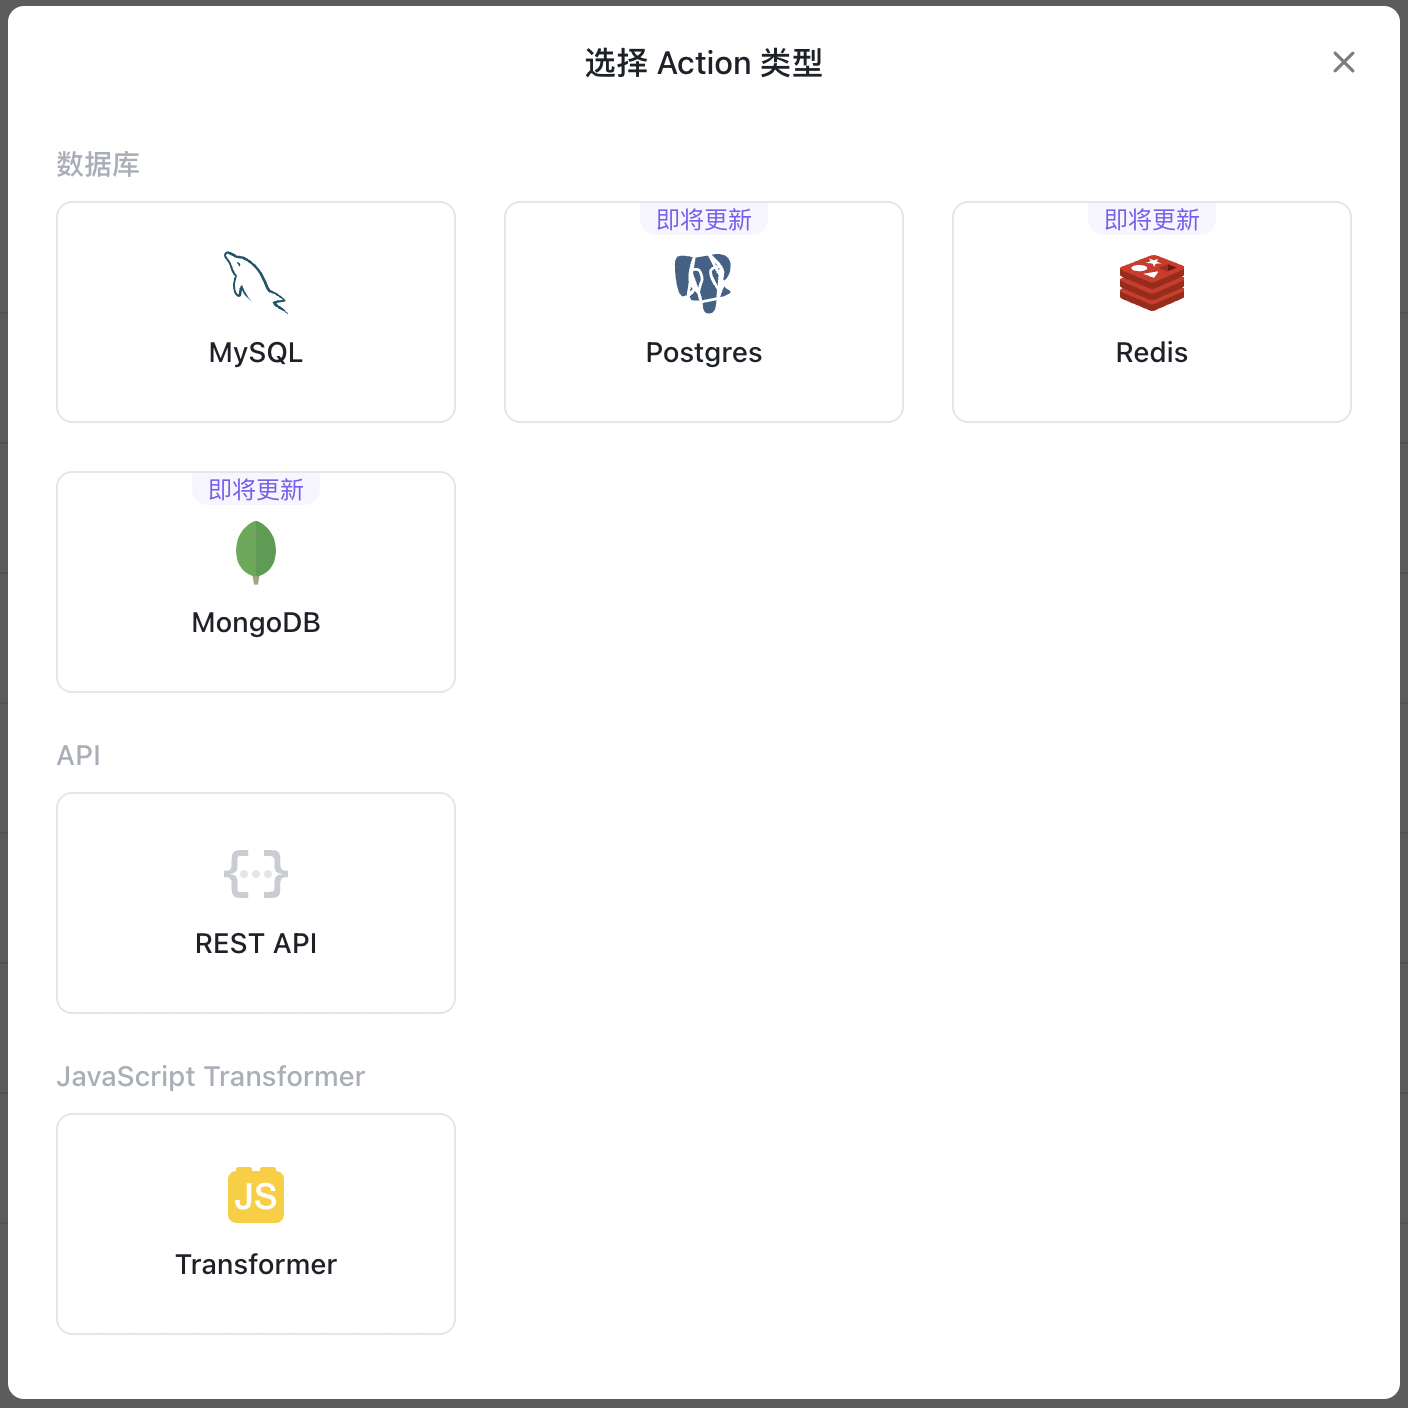 选择 Action 类型
数据库
MySQL
即将更新
Postgres
即将更新
Redis
即将更新
MongoDB
API
REST API
JavaScript Transformer
JS
Transformer